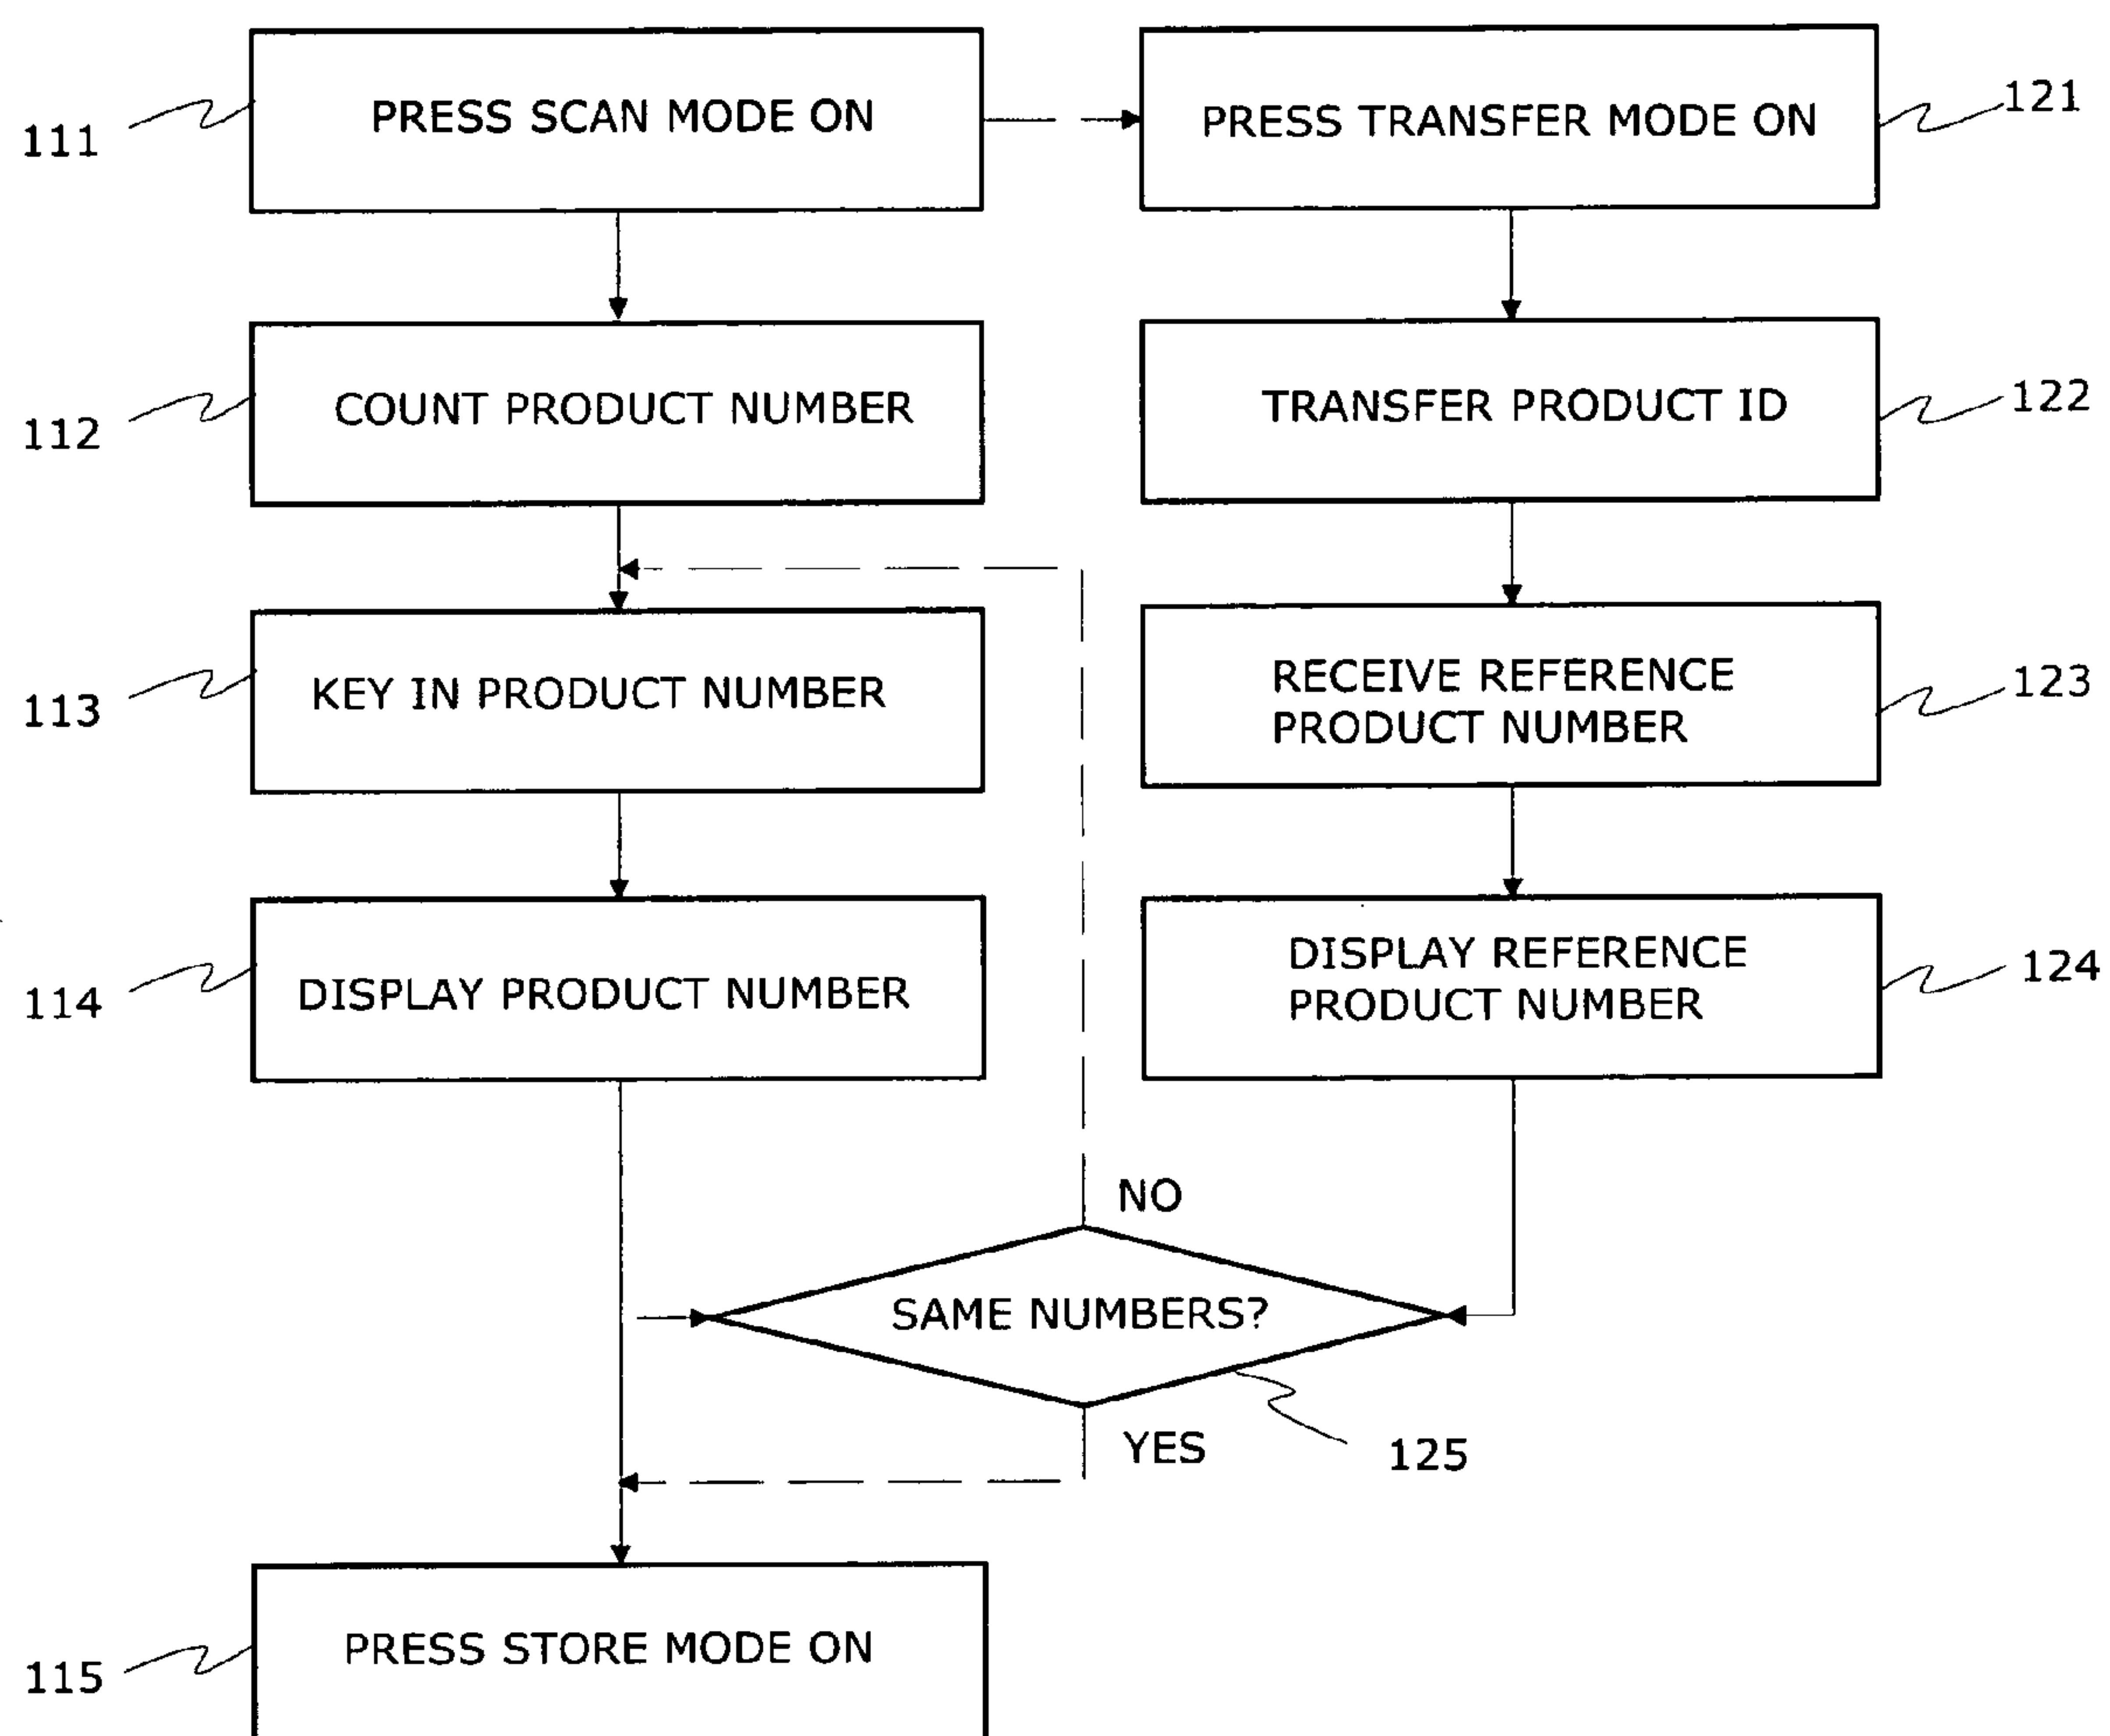 PRESS SCAN MODE ON
111
PRESS TRANSFER MODE ON
121
COUNT PRODUCT NUMBER
112
TRANSFER PRODUCT ID
122
KEY IN PRODUCT NUMBER
113
RECEIVE REFERENCE
PRODUCT NUMBER
123
DISPLAY PRODUCT NUMBER
114
DISPLAY REFERENCE
PRODUCT NUMBER
124
NO
SAME NUMBERS?
YES
125
PRESS STORE MODE ON
115